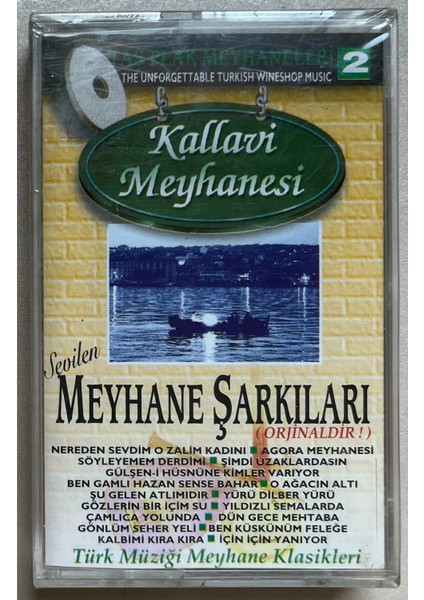 TAŞ PLAK MEYHANELERİ 2
THE UNFORGETTABLE TURKISH WINESHOP MUSIC
Kallavi
Meyhanesi
Sevilen
MEYHANE ŞARKILARI
( ORJİNALDİR ! )
NEREDEN SEVDİM O ZALİM KADINI ■ AGORA MEYHANESİ
SÖYLEYEMEM DERDİMİ ■ ŞİMDİ UZAKLARDASIN
GÜLŞEN-İ HÜSNÜNE KİMLER VARIYOR
BEN GAMLI HAZAN SENSE BAHAR ■ O AĞACIN ALTI
ŞU GELEN ATLIMIDIR ■ YÜRÜ DİLBER YÜRÜ
GÖZLERİN BİR İÇİM SU ■ YILDIZLI SEMALARDA
ÇAMLICA YOLUNDA ■ DÜN GECE MEHTABA
GÖNLÜM SEHER YELİ ■ BEN KÜSKÜNÜM FELEĞE
KALBİMİ KIRA KIRA ■ İÇİN İÇİN YANIYOR
Türk Müziği Meyhane Klasikleri